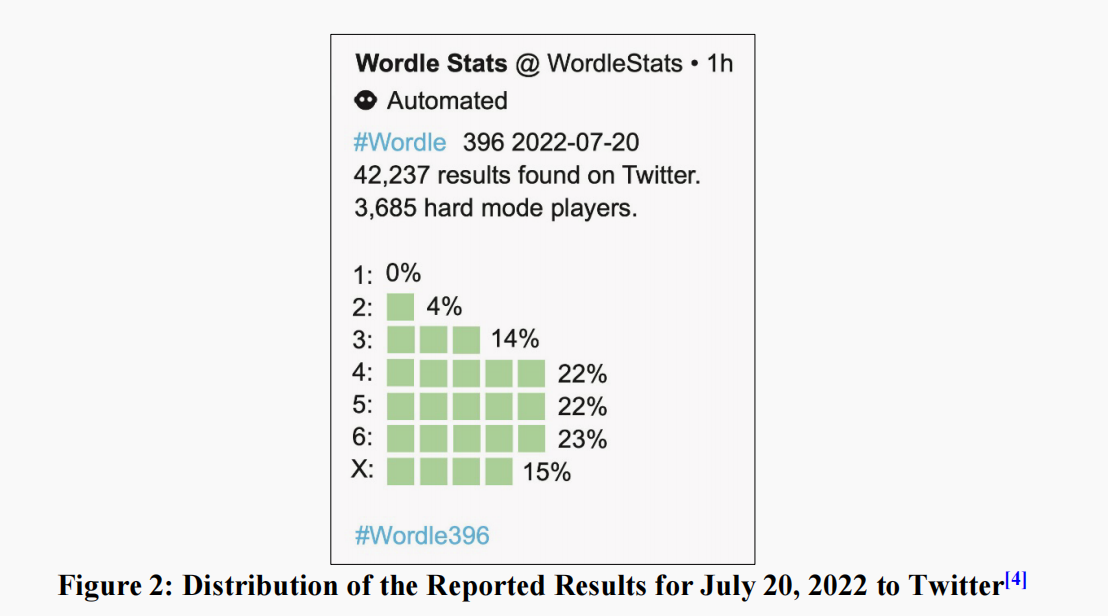 Wordle Stats @ WordleStats • 1h
Automated
#Wordle 396 2022-07-20
42,237 results found on Twitter.
3,685 hard mode players.
1: 0%
2: 4%
3: 14%
4: 22%
5: 22%
6: 23%
X: 15%
#Wordle396
Figure 2: Distribution of the Reported Results for July 20, 2022 to Twitter[4]